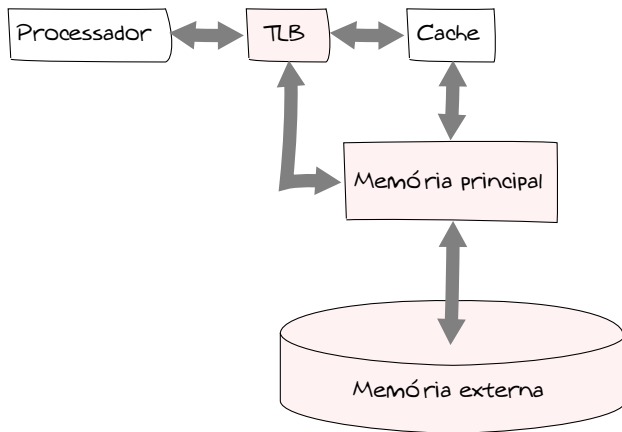 Processador
TLB
Cache
Memória principal
Memória externa